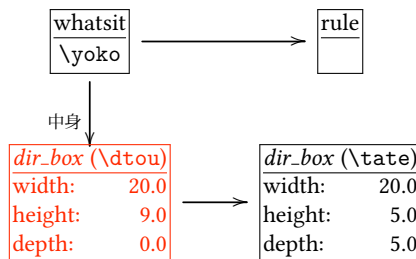 whatsit
\yoko
rule
中身
dir_box (\dtou)
width: 20.0
height: 9.0
depth: 0.0
dir_box (\tate)
width: 20.0
height: 5.0
depth: 5.0